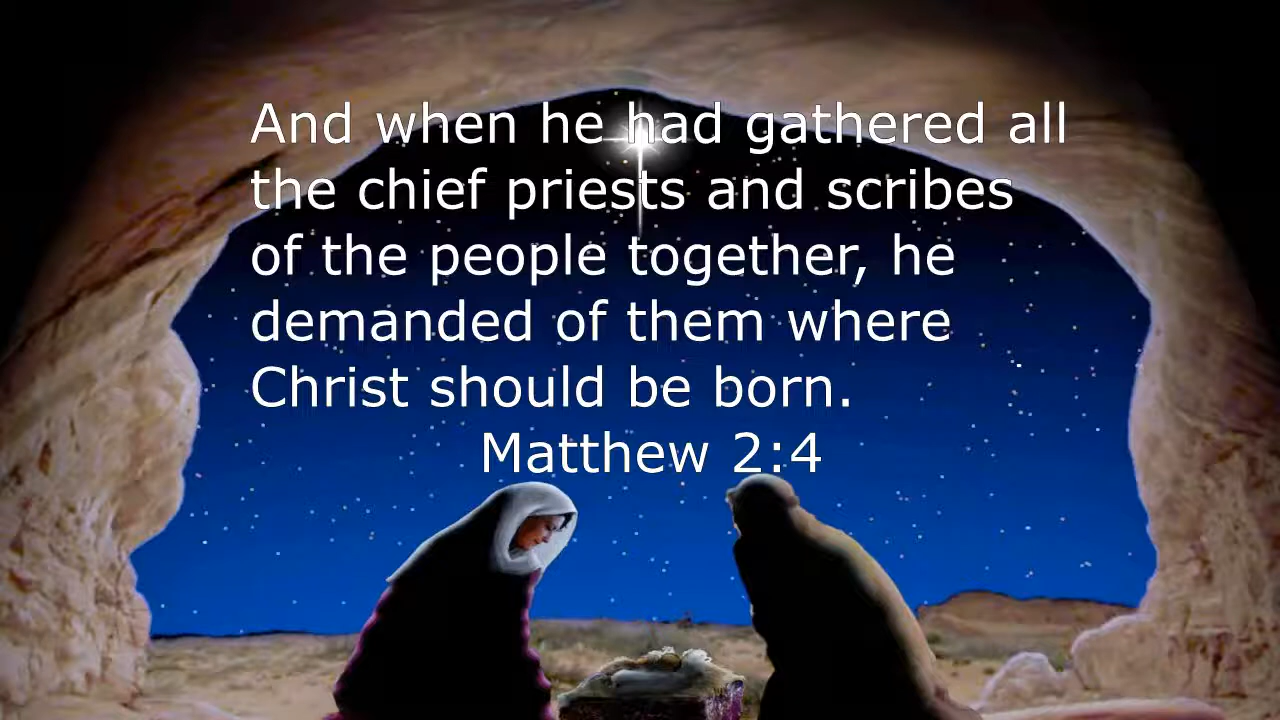 And when he had gathered all
the chief priests and scribes
of the people together, he
demanded of them where
Christ should be born.
Matthew 2:4